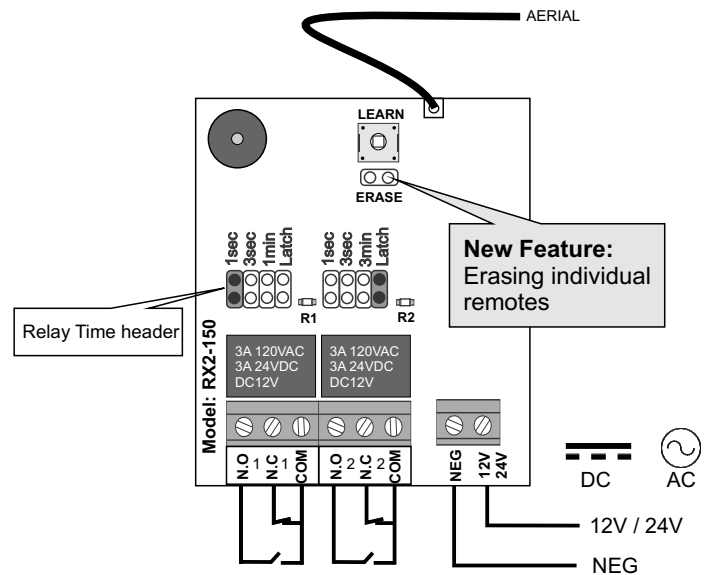 AERIAL
LEARN
ERASE
New Feature:
Erasing individual
remotes
1sec
3sec
1min
Latch
1sec
3sec
3min
Latch
Relay Time header
R1
R2
Model: RX2-150
3A 120VAC
3A 24VDC
DC12V
3A 120VAC
3A 24VDC
DC12V
N.O
1
N.C
1
COM
N.O
2
N.C
2
COM
NEG
12V
24V
DC
AC
12V / 24V
NEG